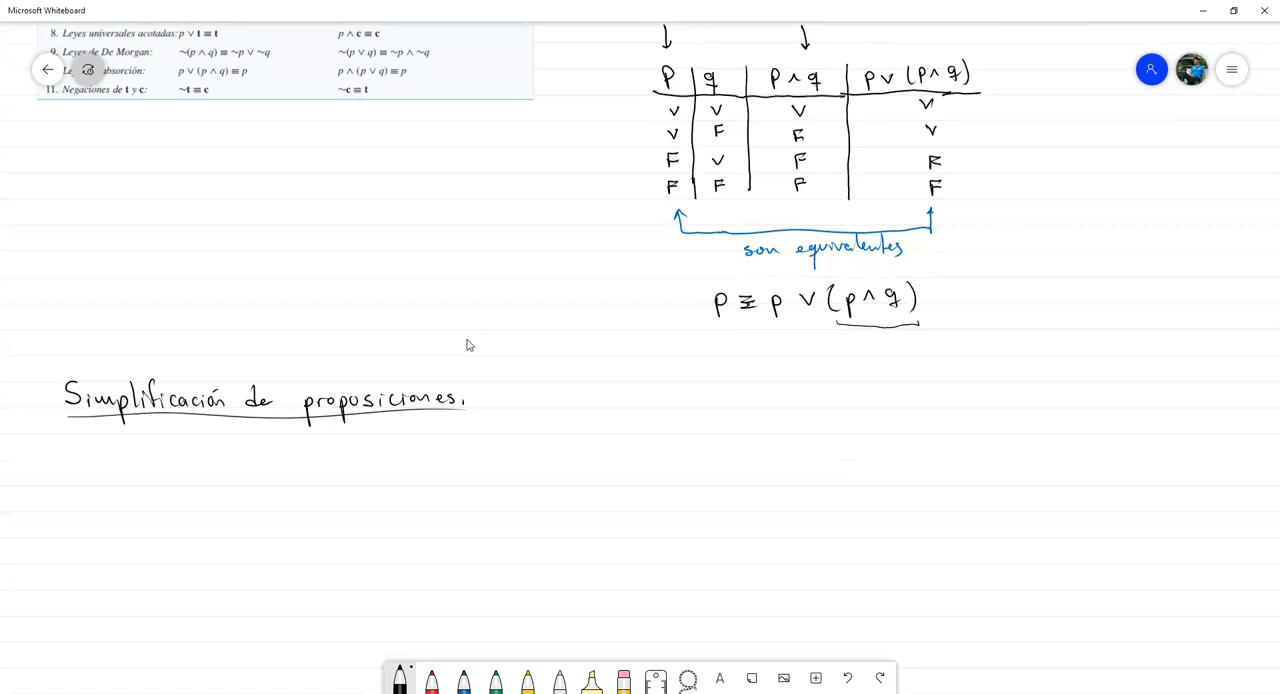 Microsoft Whiteboard
8. Leyes universales acotadas: p ∨ t ≡ t p ∧ c ≡ c
9. Leyes de De Morgan: ~(p ∧ q) ≡ ~p ∨ ~q ~(p ∨ q) ≡ ~p ∧ ~q
absorción: p ∨ (p ∧ q) ≡ p p ∧ (p ∨ q) ≡ p
11. Negaciones de t y c: ~t ≡ c ~c ≡ t
p q p ∧ q p ∨ (p ∧ q)
V V V V
V F F V
F V F F
F F F F
son equivalentes
p ≡ p ∨ (p ∧ q)
Simplificación de proposiciones.